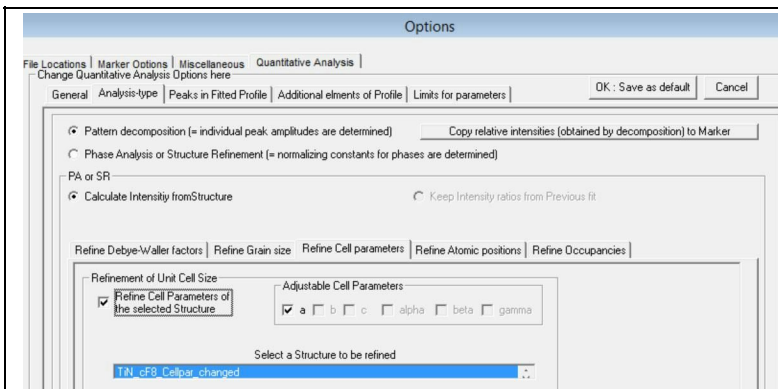 Options
File Locations Marker Options Miscellaneous Quantitative Analysis
Change Quantitative Analysis Options here
General Analysis-type Peaks in Fitted Profile Additional elments of Profile Limits for parameters OK : Save as default Cancel
Pattern decomposition (= individual peak amplitudes are determined) Copy relative intensities (obtained by decomposition) to Marker
Phase Analysis or Structure Refinement (= normalizing constants for phases are determined)
PA or SR
Calculate Intensitiy fromStructure Keep Intensity ratios from Previous fit
Refine Debye-Waller factors Refine Grain size Refine Cell parameters Refine Atomic positions Refine Occupancies
Refinement of Unit Cell Size Adjustable Cell Parameters
Refine Cell Parameters of
the selected Structure a b c alpha beta gamma
Select a Structure to be refined
TiN_cF8_Cellpar_changed